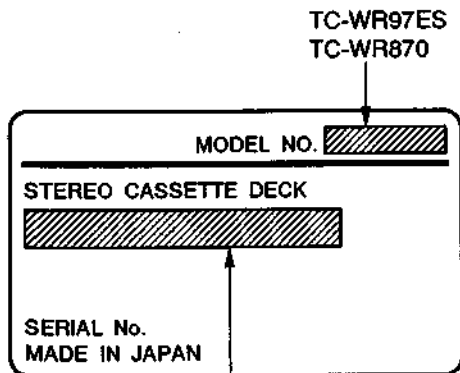 TC-WR97ES
TC-WR870
MODEL NO.
STEREO CASSETTE DECK
SERIAL No.
MADE IN JAPAN